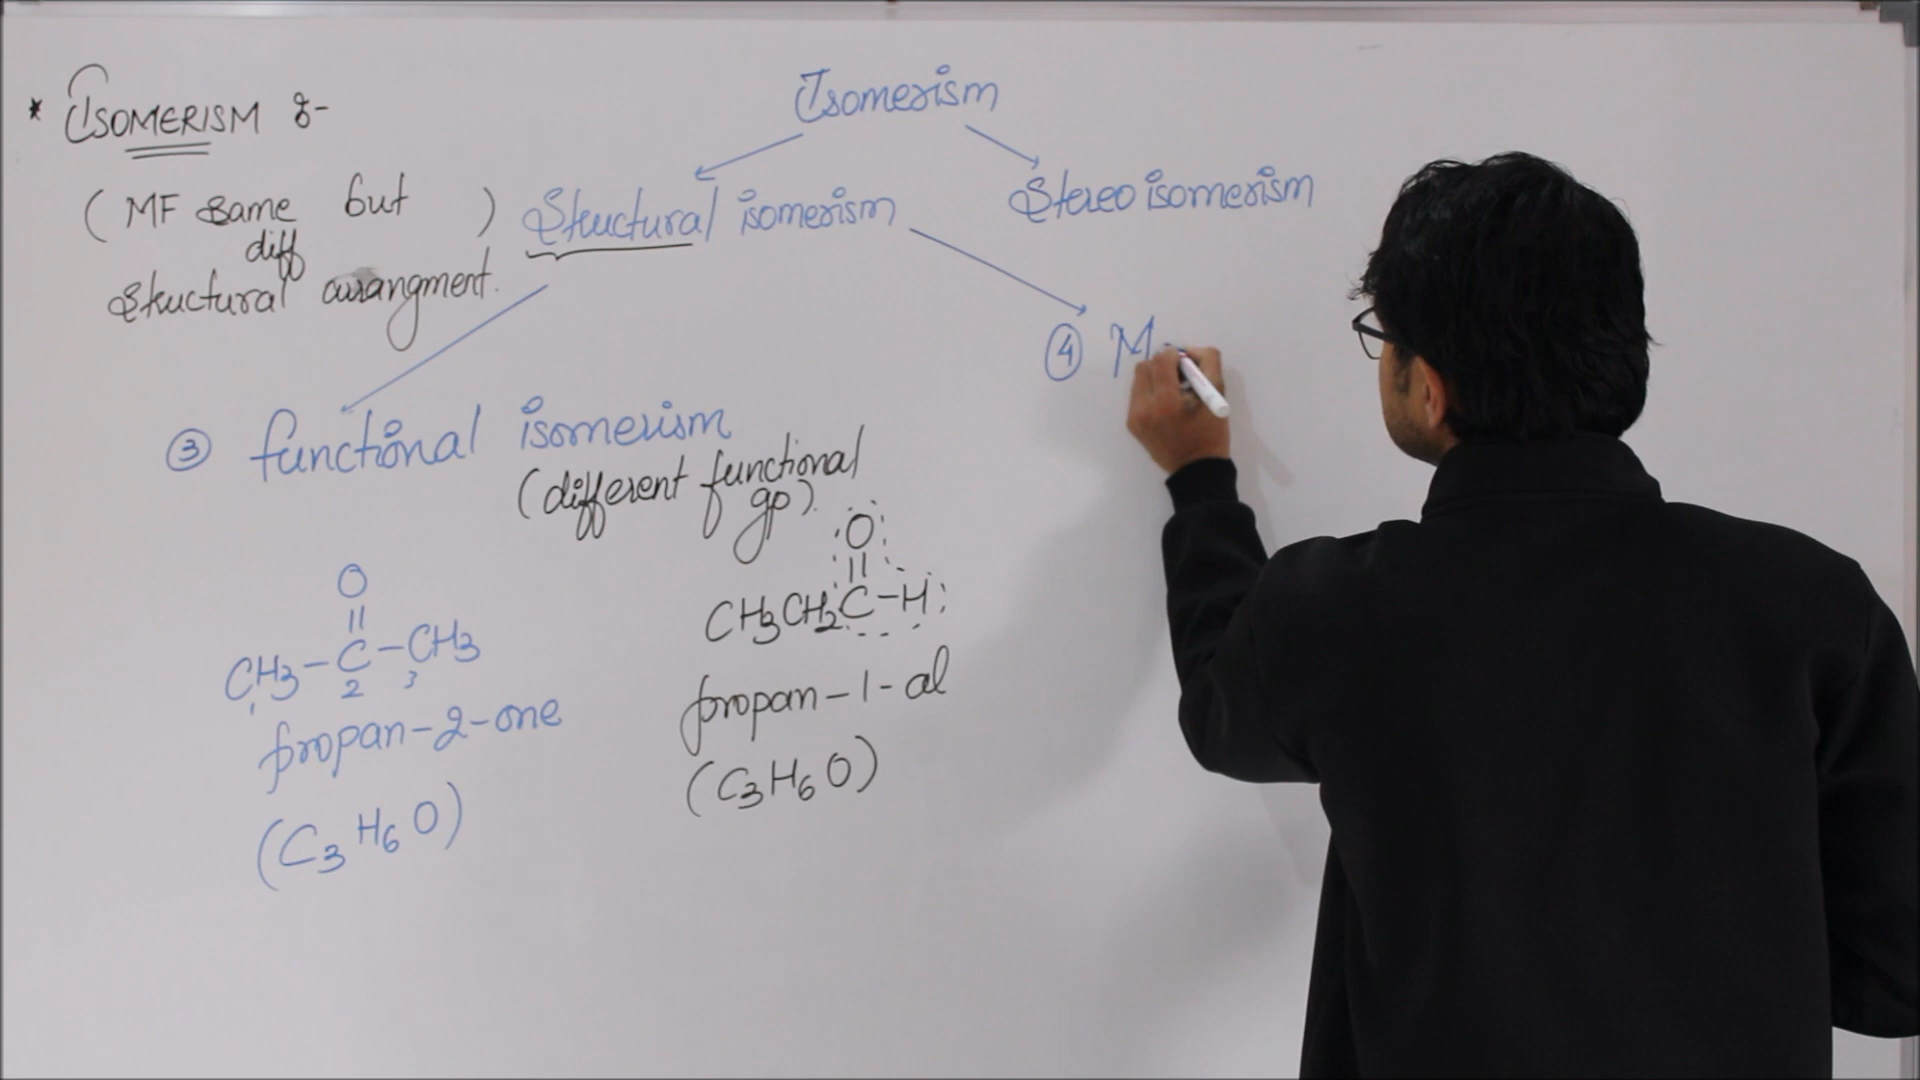 * ISOMERISM :-
(MF same but )
diff
structural arrangment.
Isomerism
Structural isomerism
Stereo isomerism
③ functional isomerism
(different functional
gp).
O
||
CH3-C-CH3
1 2 3
propan-2-one
(C3H6O)
O
||
CH3CH2C-H
propan-1-al
(C3H6O)
④ M